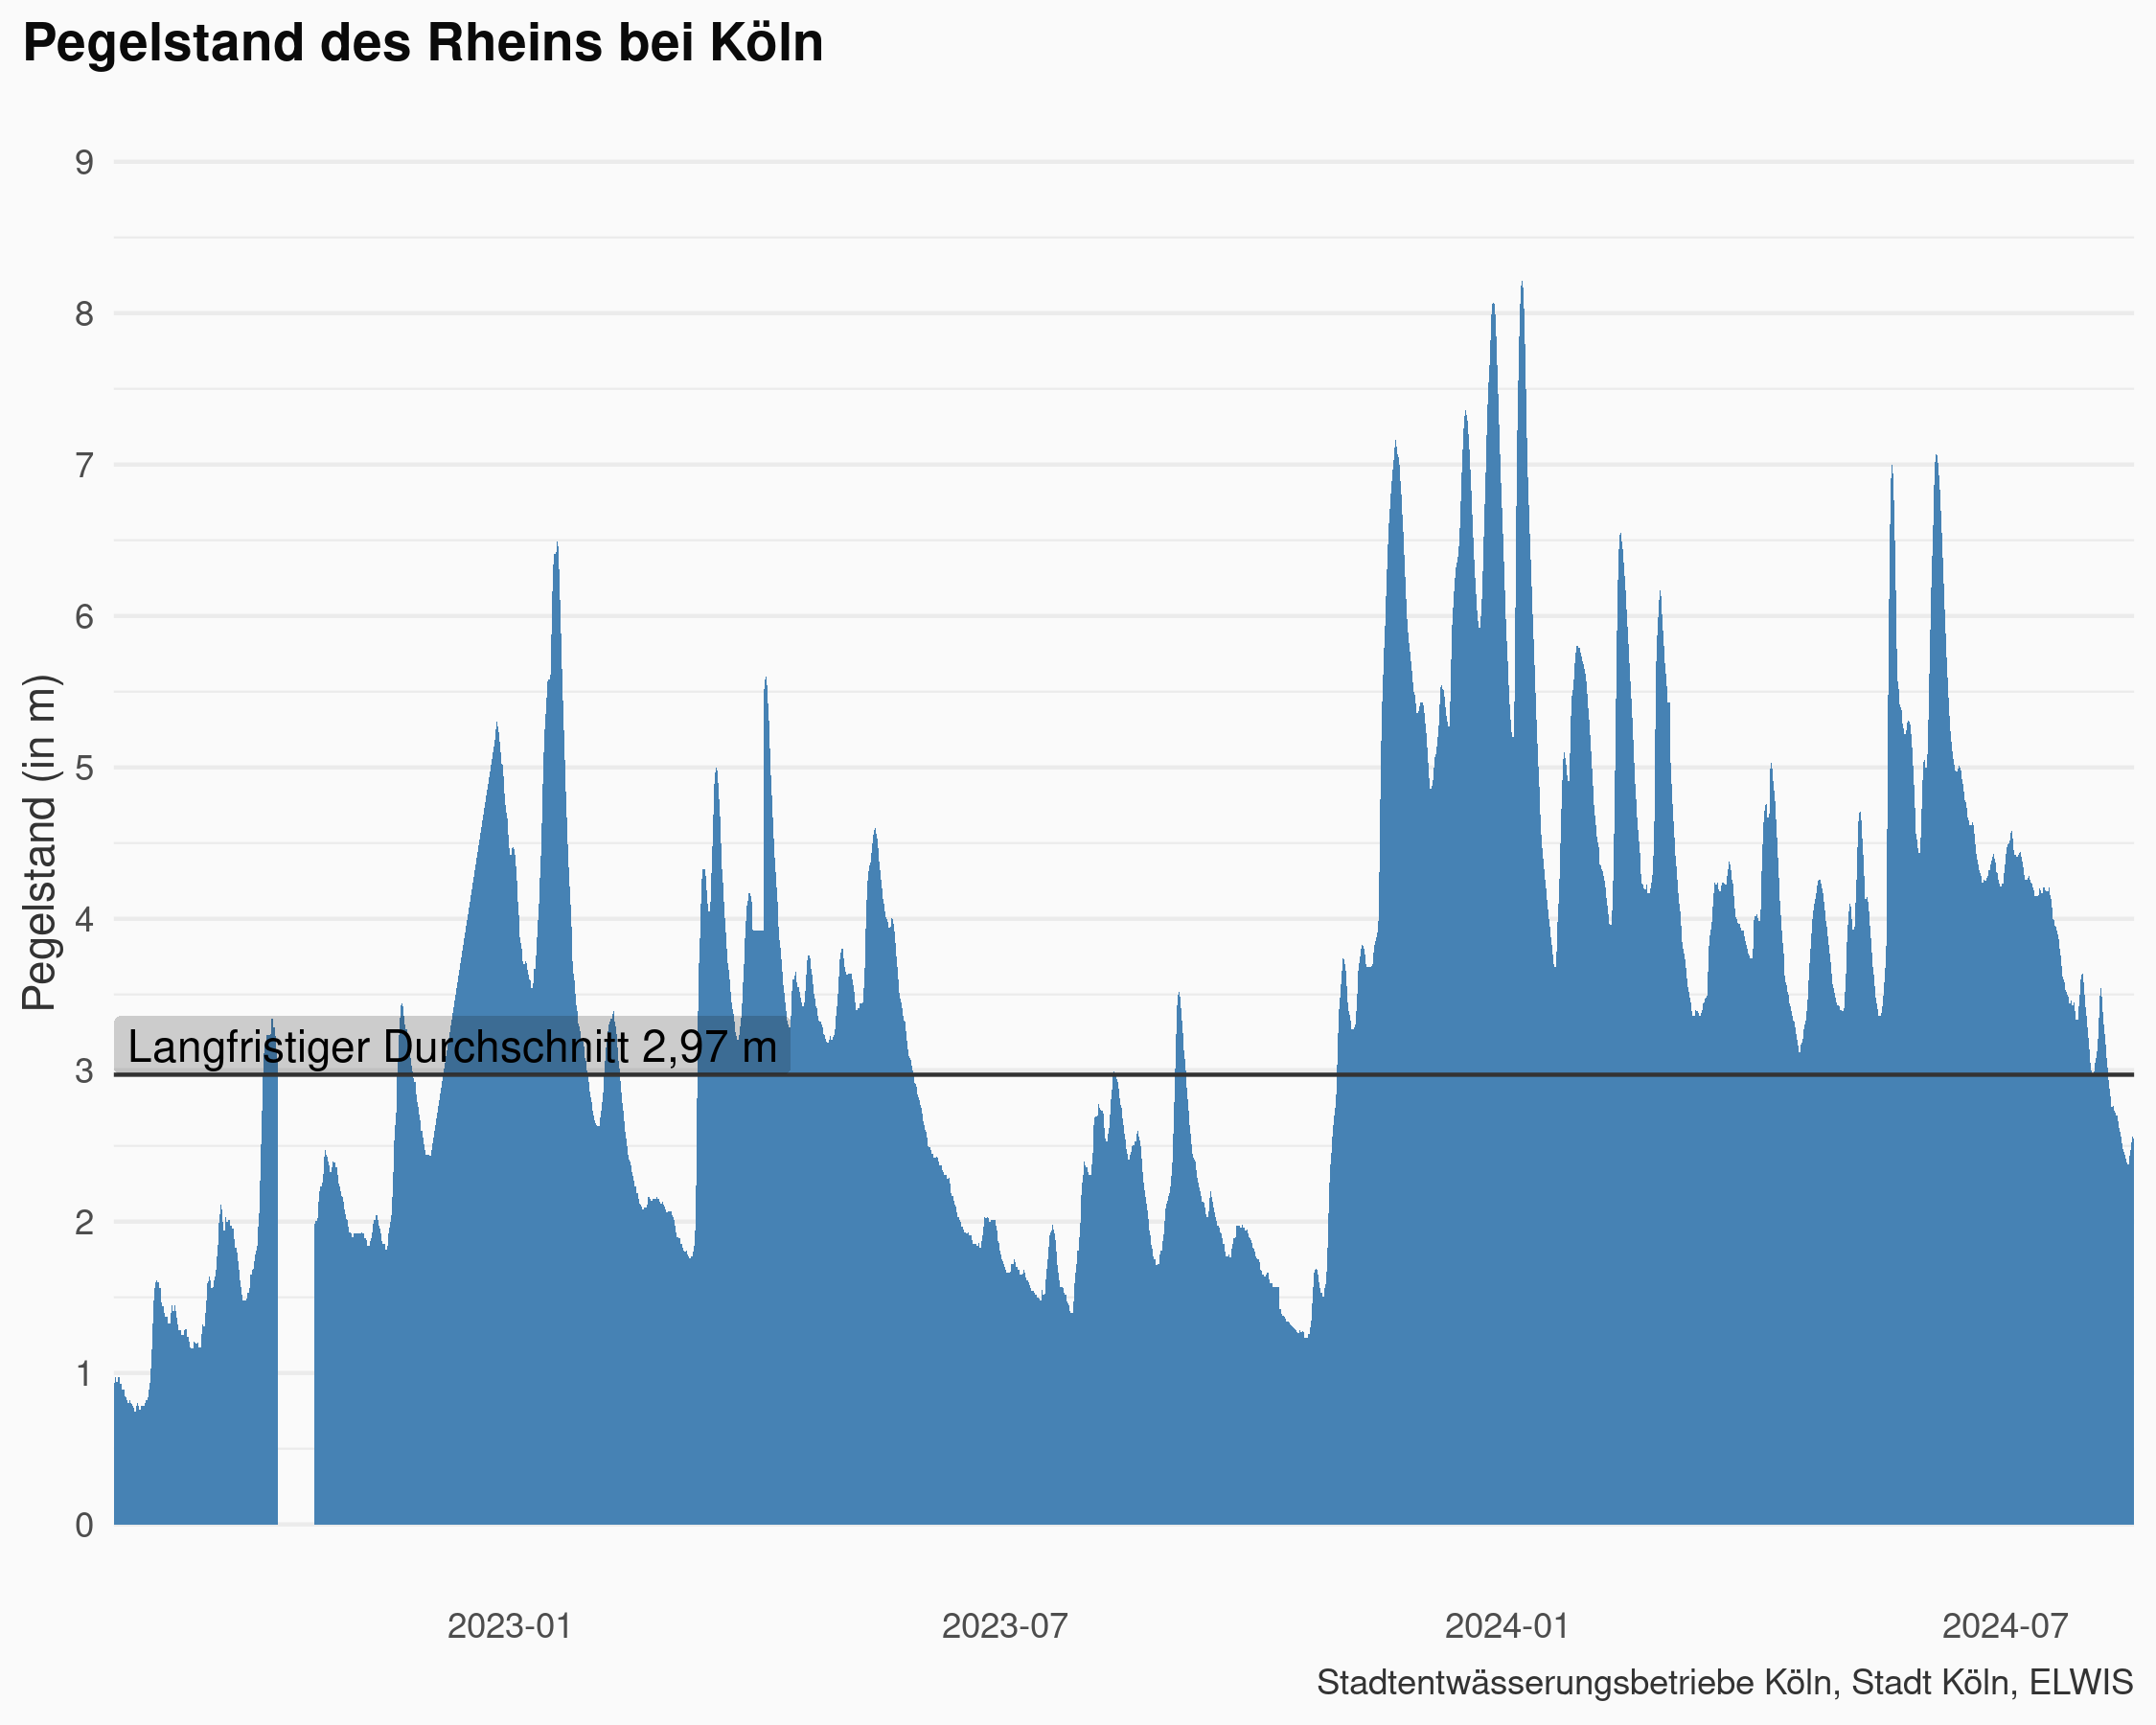 Pegelstand des Rheins bei Köln
Pegelstand (in m)
9
8
7
6
5
4
3
2
1
0
Langfristiger Durchschnitt 2,97 m
2023-01 2023-07 2024-01 2024-07
Stadtentwässerungsbetriebe Köln, Stadt Köln, ELWIS